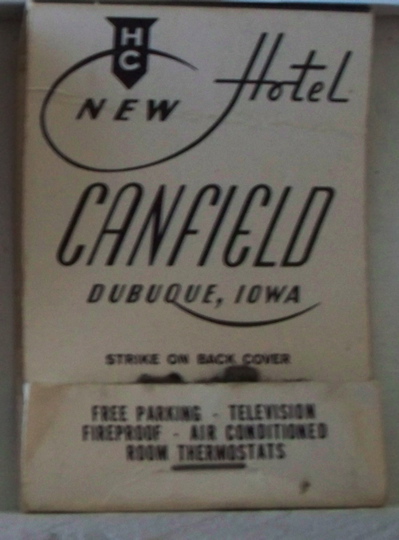 HC
NEW Hotel
CANFIELD
DUBUQUE, IOWA
STRIKE ON BACK COVER
FREE PARKING - TELEVISION
FIREPROOF - AIR CONDITIONED
ROOM THERMOSTATS